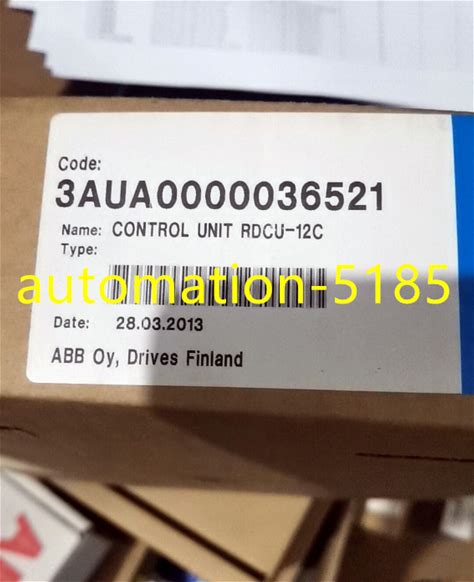 Code:
3AUA0000036521
Name: CONTROL UNIT RDCU-12C
Type:
automation-5185
Date: 28.03.2013
ABB Oy, Drives Finland